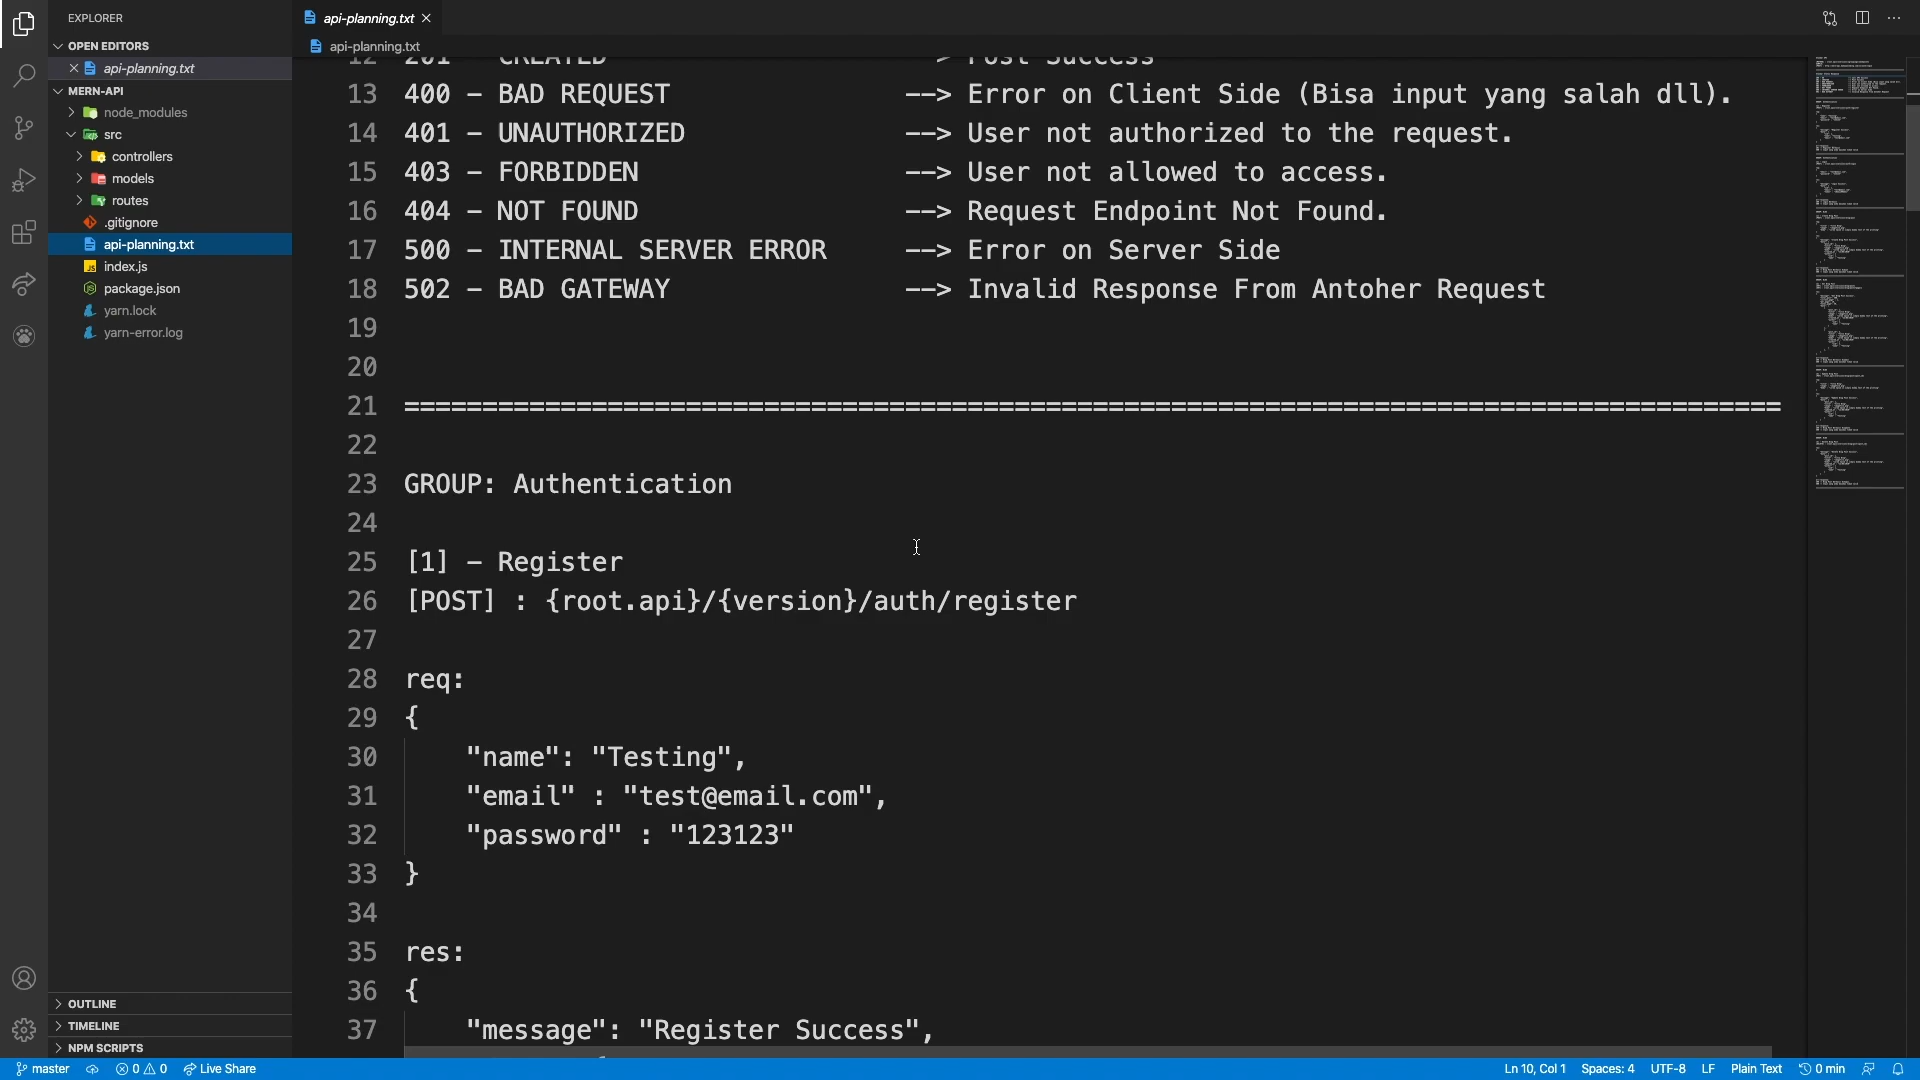 EXPLORER
OPEN EDITORS
api-planning.txt
MERN-API
node_modules
src
controllers
models
routes
.gitignore
api-planning.txt
index.js
package.json
yarn.lock
yarn-error.log
OUTLINE
TIMELINE
NPM SCRIPTS
api-planning.txt
api-planning.txt
12 201 – CREATED --> Post Success
13 400 – BAD REQUEST --> Error on Client Side (Bisa input yang salah dll).
14 401 – UNAUTHORIZED --> User not authorized to the request.
15 403 – FORBIDDEN --> User not allowed to access.
16 404 – NOT FOUND --> Request Endpoint Not Found.
17 500 – INTERNAL SERVER ERROR --> Error on Server Side
18 502 – BAD GATEWAY --> Invalid Response From Antoher Request
19
20
21 ========================================================================================
22
23 GROUP: Authentication
24
25 [1] – Register
26 [POST] : {root.api}/{version}/auth/register
27
28 req:
29 {
30 "name": "Testing",
31 "email" : "test@email.com",
32 "password" : "123123"
33 }
34
35 res:
36 {
37 "message": "Register Success",
master 0 0 Live Share Ln 10, Col 1 Spaces: 4 UTF-8 LF Plain Text 0 min